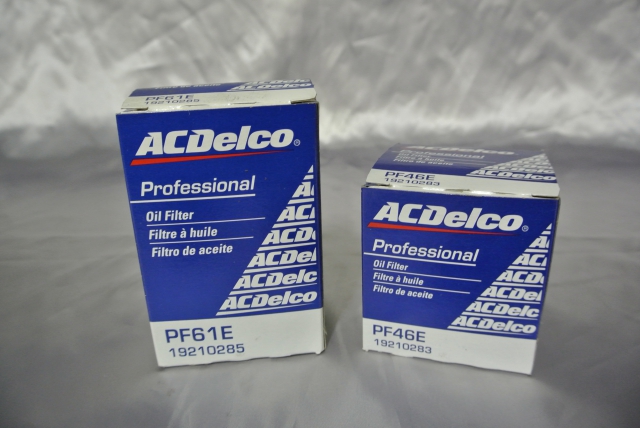 PF61E
19210285
ACDelco®
Professional
Oil Filter
Filtre à huile
Filtro de aceite
ACDelco
ACDelco
PF61E
19210285
PF46E
19210283
ACDelco®
Professional
Oil Filter
Filtre à huile
Filtro de aceite
ACDelco
PF46E
19210283